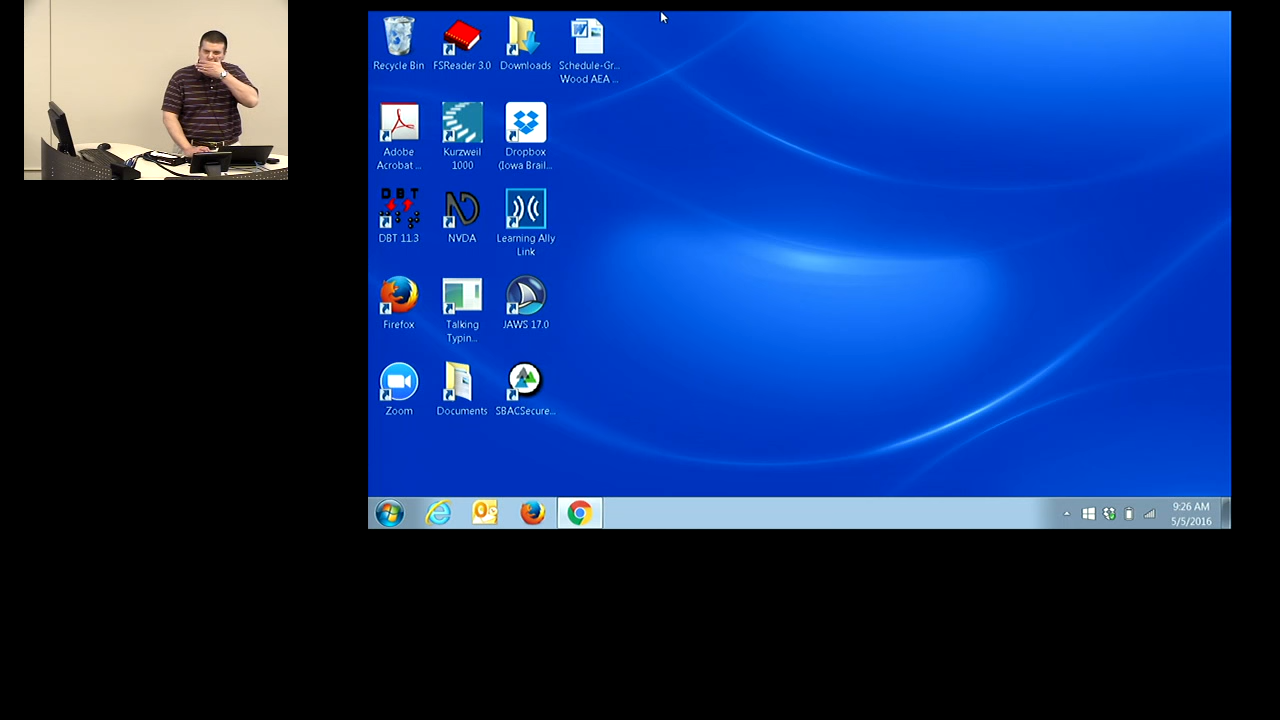 Recycle Bin
FSReader 3.0
Downloads
Schedule-Gr...
Wood AEA ...
Adobe
Acrobat ...
Kurzweil
1000
Dropbox
(Iowa Brail...
DBT
DBT 11.3
NVDA
Learning Ally
Link
Firefox
Talking
Typin...
JAWS 17.0
Zoom
Documents
SBACSecure...
9:26 AM
5/5/2016